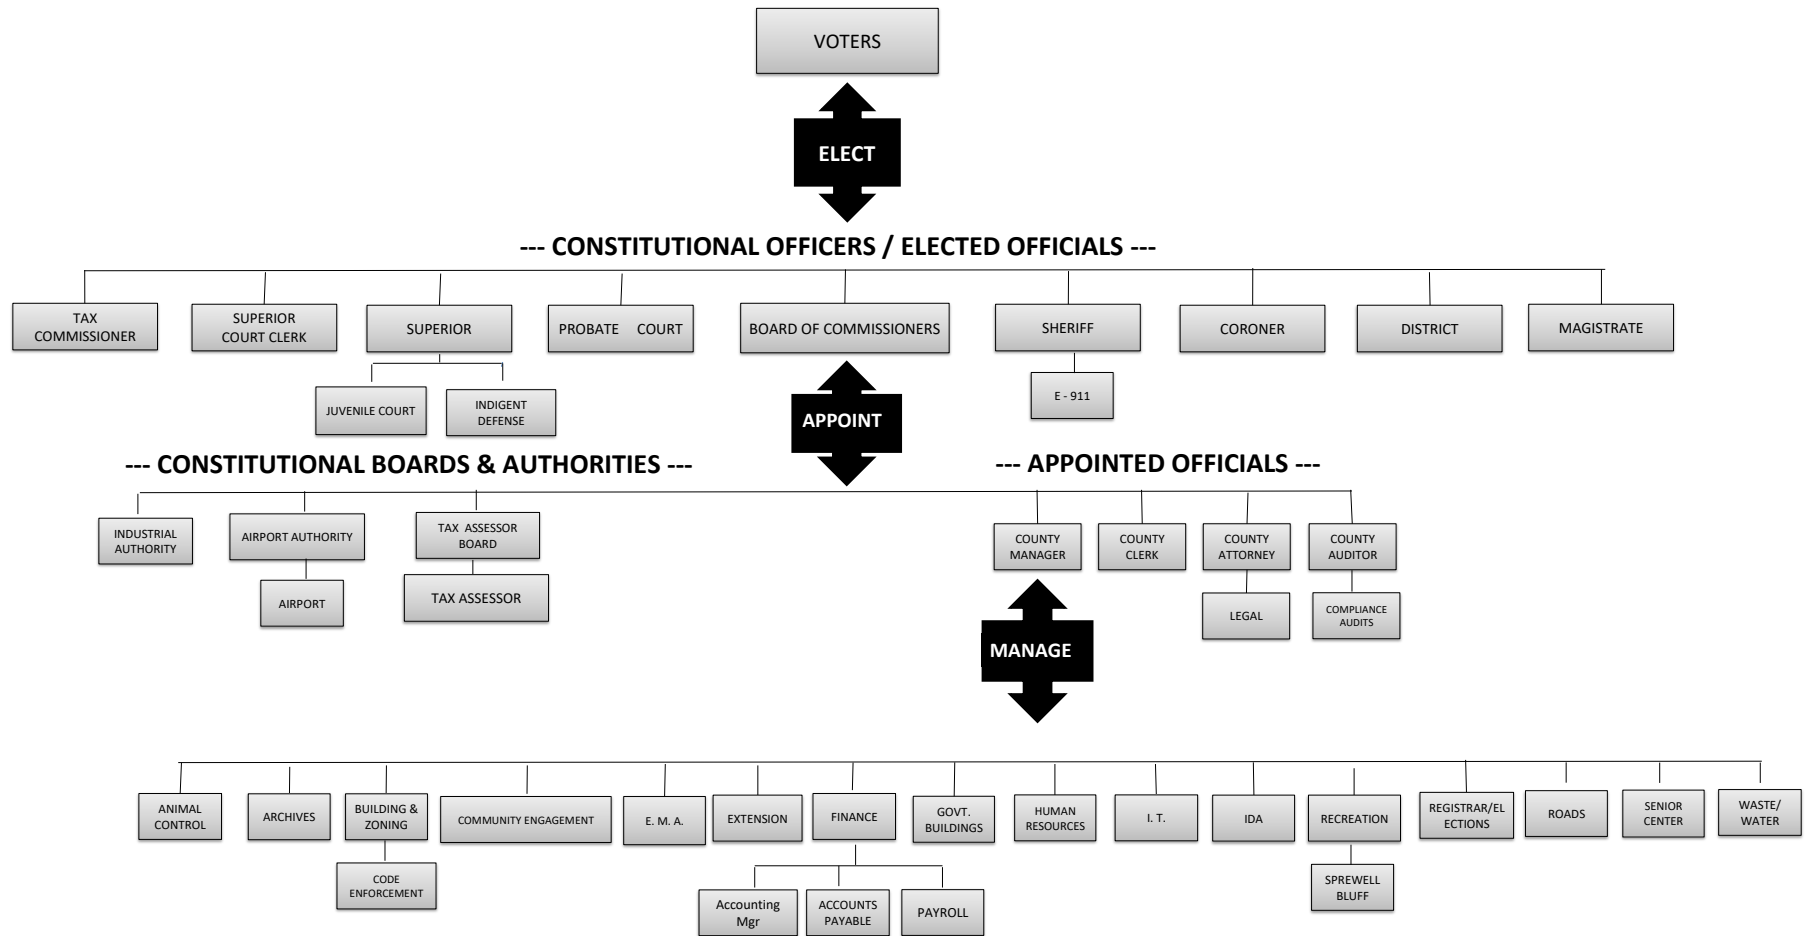 VOTERS
ELECT
--- CONSTITUTIONAL OFFICERS / ELECTED OFFICIALS ---
TAX
COMMISSIONER
SUPERIOR
COURT CLERK
SUPERIOR
PROBATE COURT
BOARD OF COMMISSIONERS
SHERIFF
CORONER
DISTRICT
MAGISTRATE
JUVENILE COURT
INDIGENT
DEFENSE
E - 911
APPOINT
--- CONSTITUTIONAL BOARDS & AUTHORITIES ---
--- APPOINTED OFFICIALS ---
INDUSTRIAL
AUTHORITY
AIRPORT AUTHORITY
TAX ASSESSOR
BOARD
COUNTY
MANAGER
COUNTY
CLERK
COUNTY
ATTORNEY
COUNTY
AUDITOR
AIRPORT
TAX ASSESSOR
LEGAL
COMPLIANCE
AUDITS
MANAGE
ANIMAL
CONTROL
ARCHIVES
BUILDING &
ZONING
COMMUNITY ENGAGEMENT
E. M. A.
EXTENSION
FINANCE
GOVT.
BUILDINGS
HUMAN
RESOURCES
I. T.
IDA
RECREATION
REGISTRAR/EL
ECTIONS
ROADS
SENIOR
CENTER
WASTE/
WATER
CODE
ENFORCEMENT
Accounting
Mgr
ACCOUNTS
PAYABLE
PAYROLL
SPREWELL
BLUFF